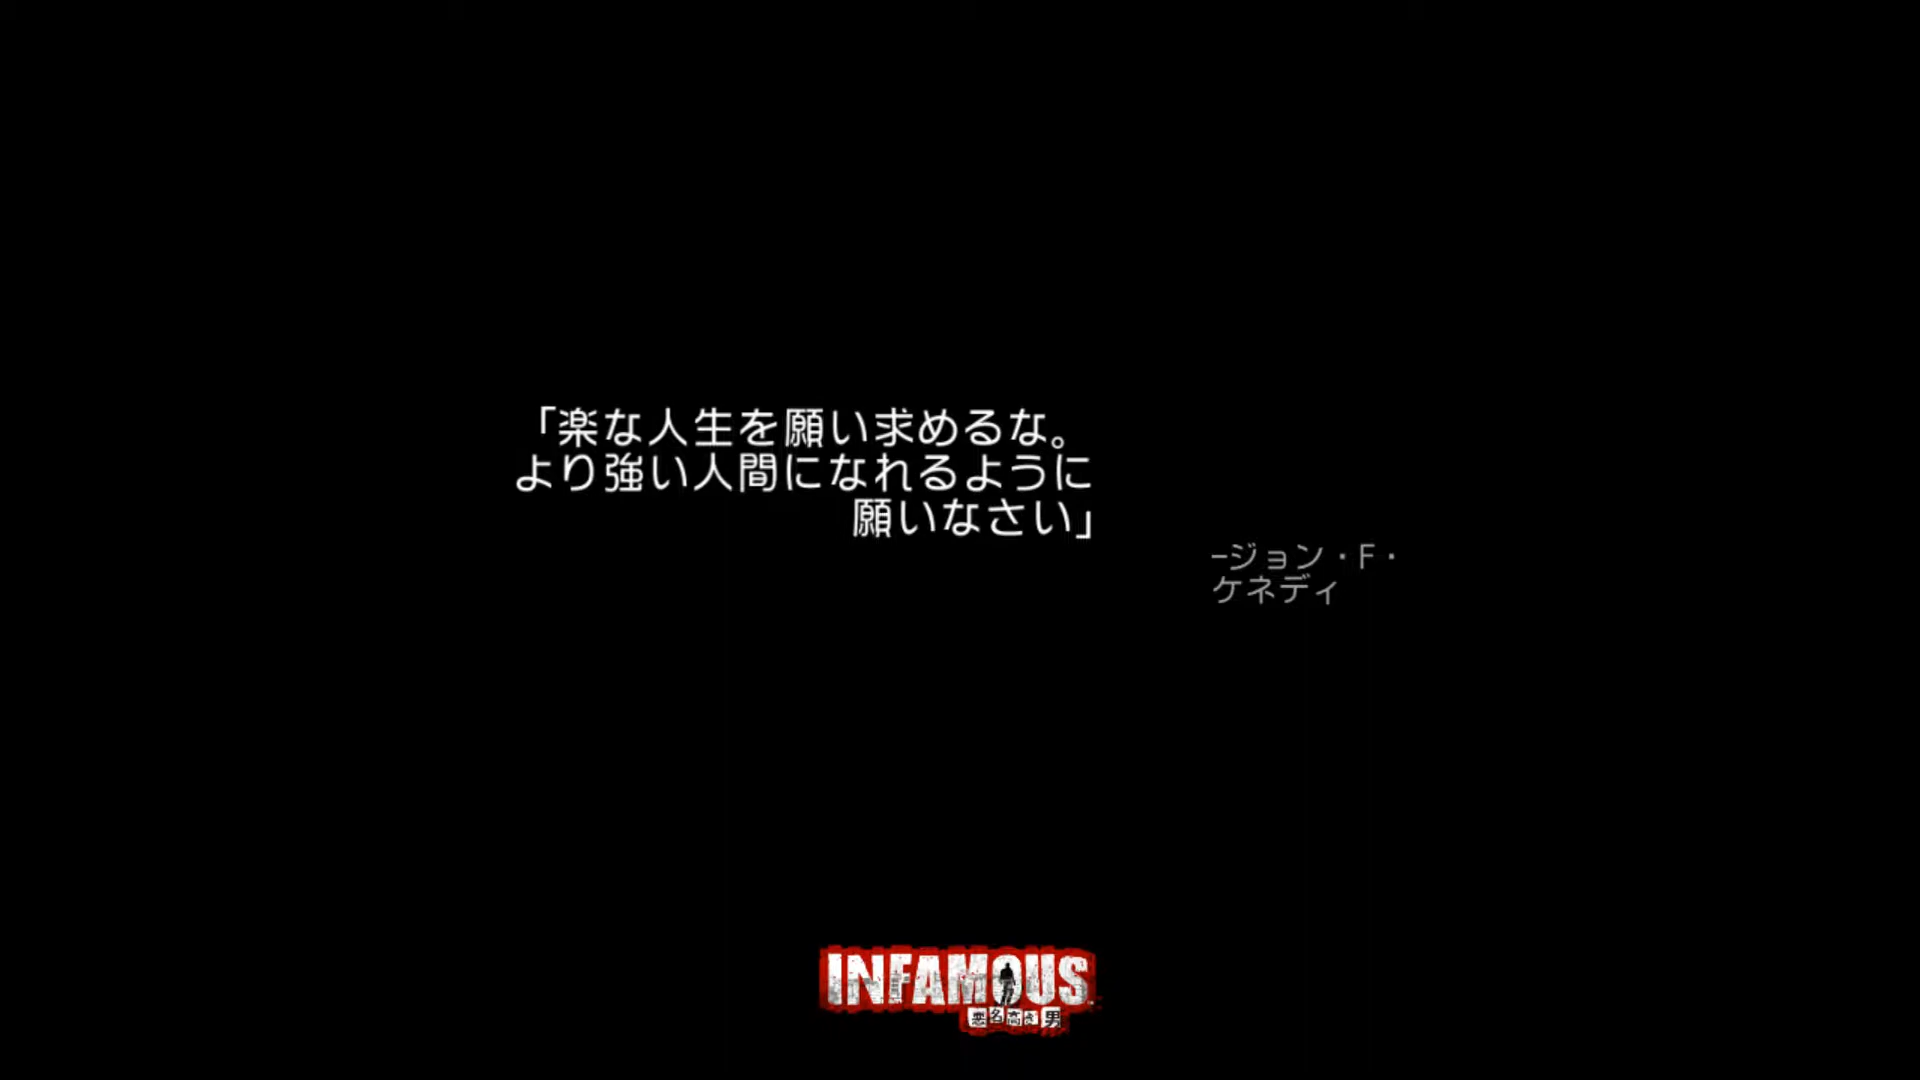 「楽な人生を願い求めるな。
より強い人間になれるように
願いなさい」
−ジョン・F・
ケネディ
INFAMOUS
悪名高き男